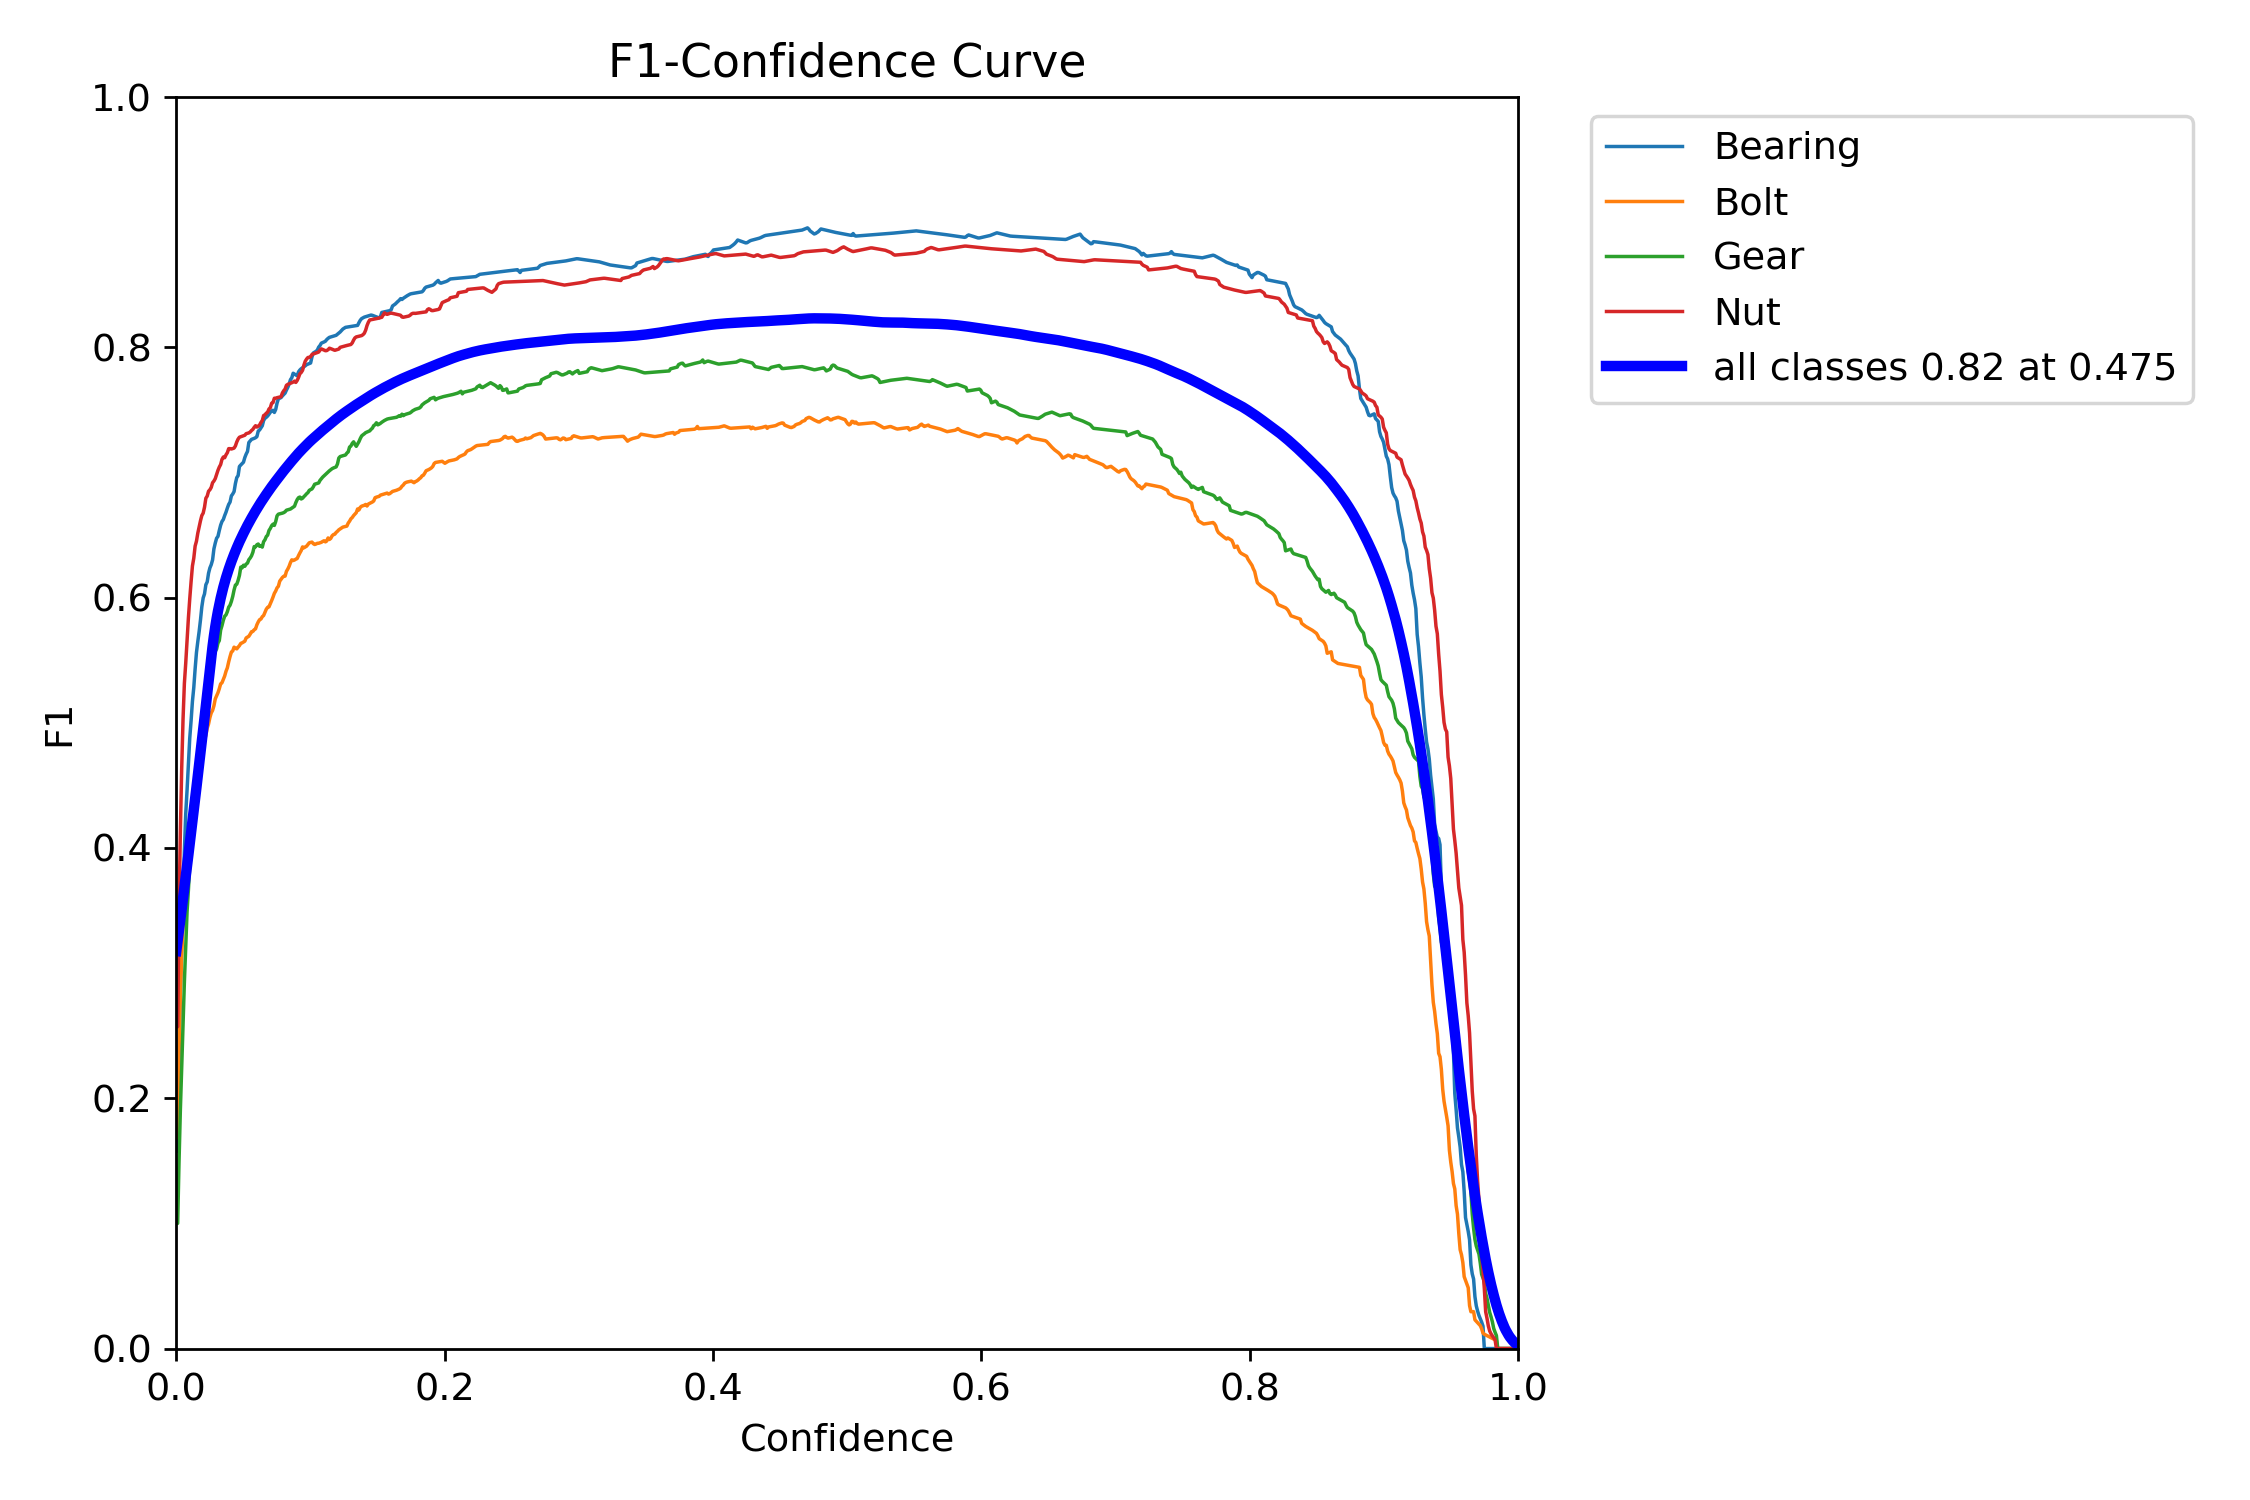 F1-Confidence Curve
1.0
0.8
0.6
0.4
0.2
0.0
F1
0.0 0.2 0.4 0.6 0.8 1.0
Confidence
Bearing
Bolt
Gear
Nut
all classes 0.82 at 0.475